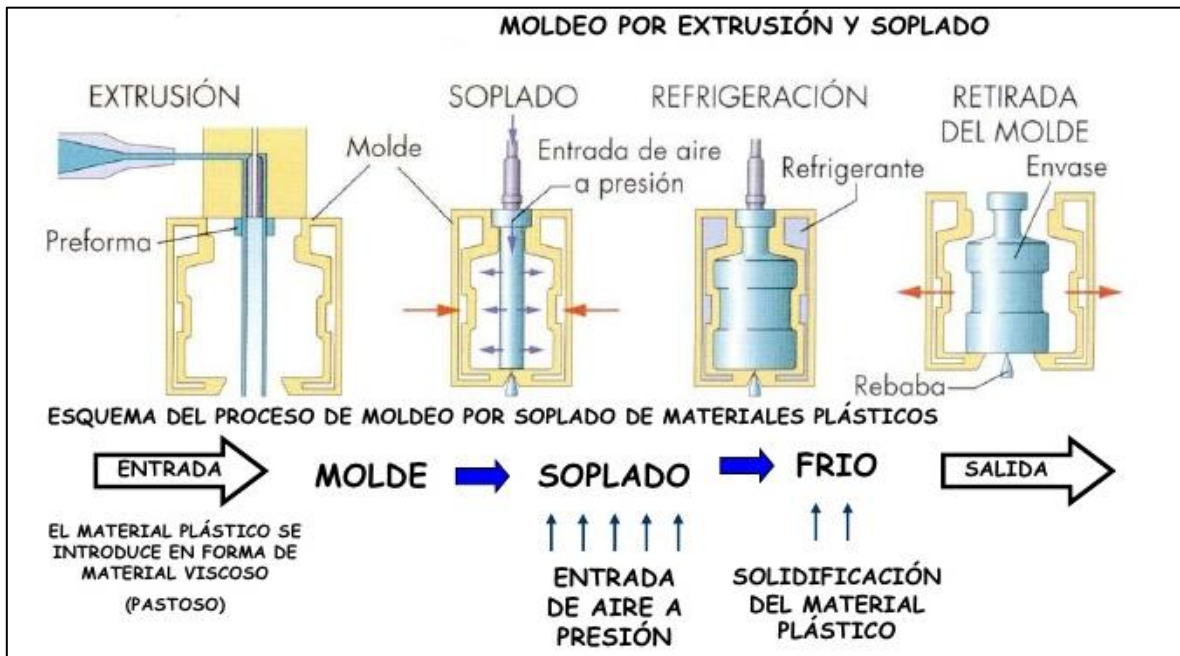 MOLDEO POR EXTRUSIÓN Y SOPLADO
EXTRUSIÓN
SOPLADO
REFRIGERACIÓN
RETIRADA
DEL MOLDE
Molde
Entrada de aire
a presión
Refrigerante
Envase
Preforma
Rebaba
ESQUEMA DEL PROCESO DE MOLDEO POR SOPLADO DE MATERIALES PLÁSTICOS
ENTRADA
MOLDE
SOPLADO
FRIO
SALIDA
EL MATERIAL PLÁSTICO SE
INTRODUCE EN FORMA DE
MATERIAL VISCOSO
(PASTOSO)
ENTRADA
DE AIRE A
PRESIÓN
SOLIDIFICACIÓN
DEL MATERIAL
PLÁSTICO